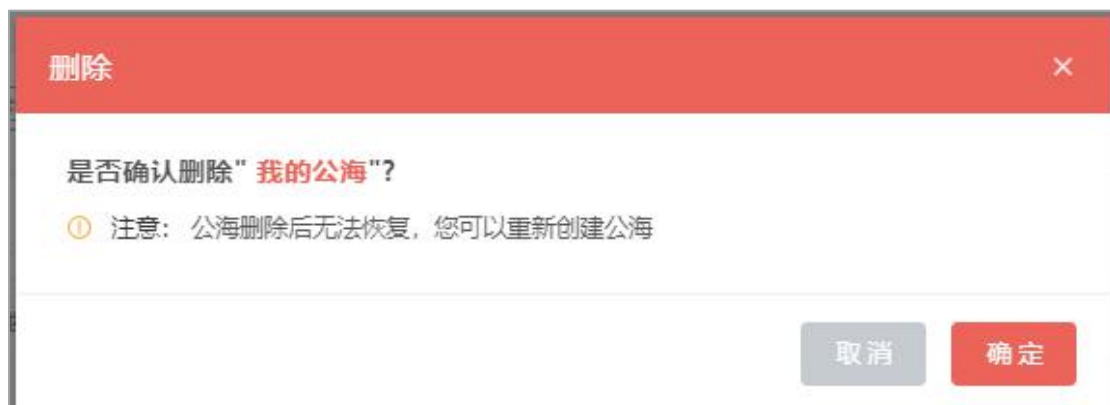 删除
是否确认删除" 我的公海"?
注意： 公海删除后无法恢复，您可以重新创建公海
取消
确定